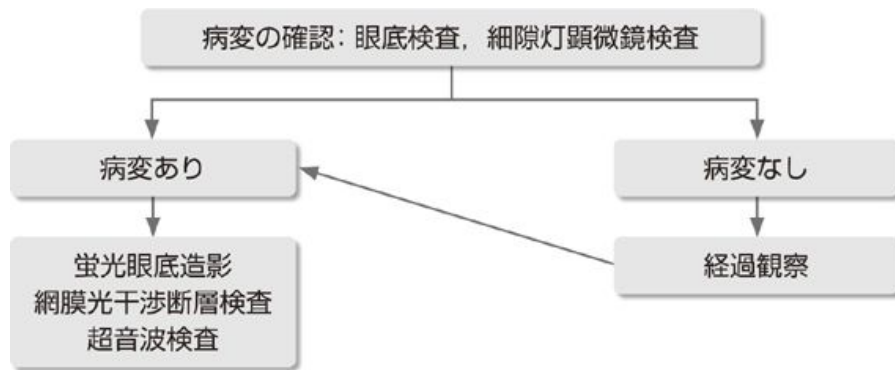 病変の確認：眼底検査，細隙灯顕微鏡検査
病変あり
病変なし
蛍光眼底造影
網膜光干渉断層検査
超音波検査
経過観察